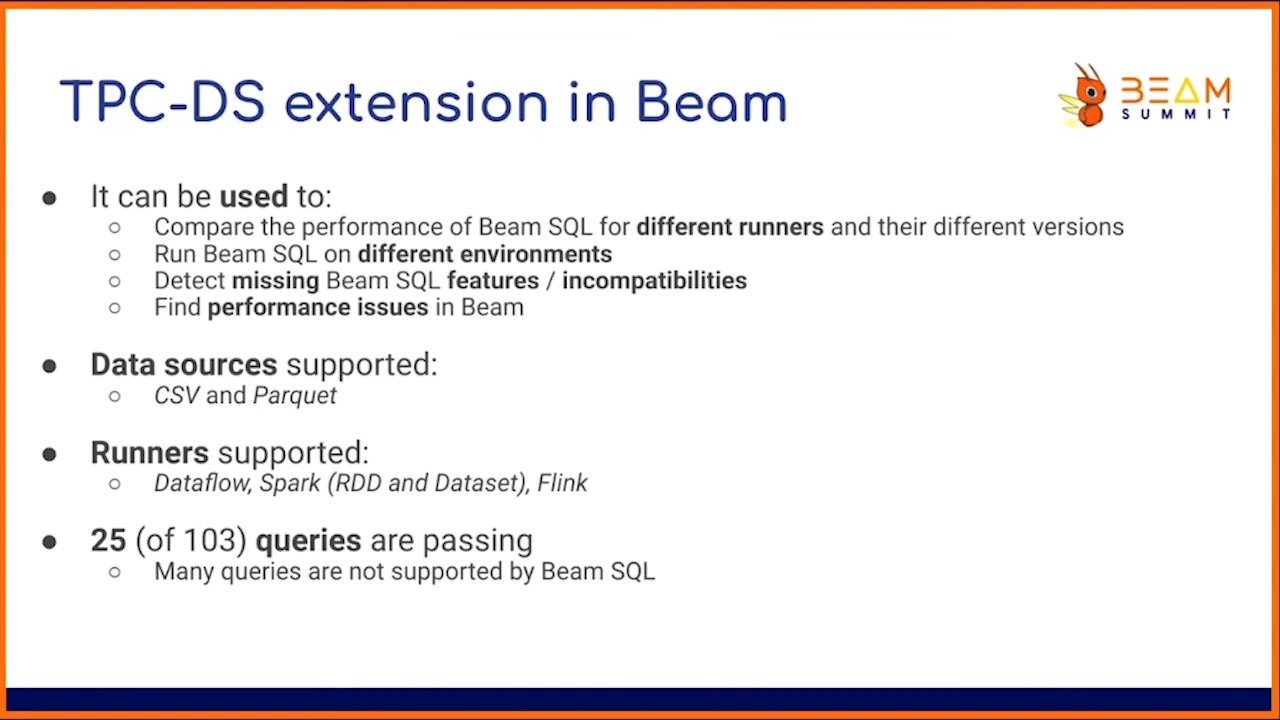 TPC-DS extension in Beam
BEAM
SUMMIT
● It can be used to:
○ Compare the performance of Beam SQL for different runners and their different versions
○ Run Beam SQL on different environments
○ Detect missing Beam SQL features / incompatibilities
○ Find performance issues in Beam
● Data sources supported:
○ CSV and Parquet
● Runners supported:
○ Dataflow, Spark (RDD and Dataset), Flink
● 25 (of 103) queries are passing
○ Many queries are not supported by Beam SQL